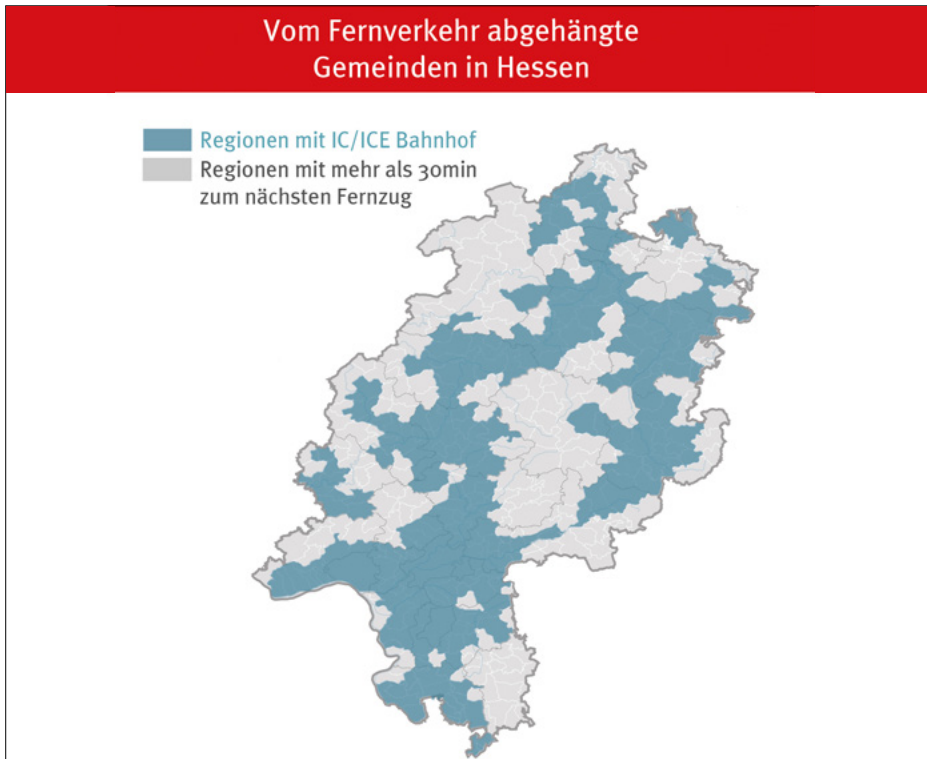 Vom Fernverkehr abgehängte
Gemeinden in Hessen
Regionen mit IC/ICE Bahnhof
Regionen mit mehr als 30min
zum nächsten Fernzug